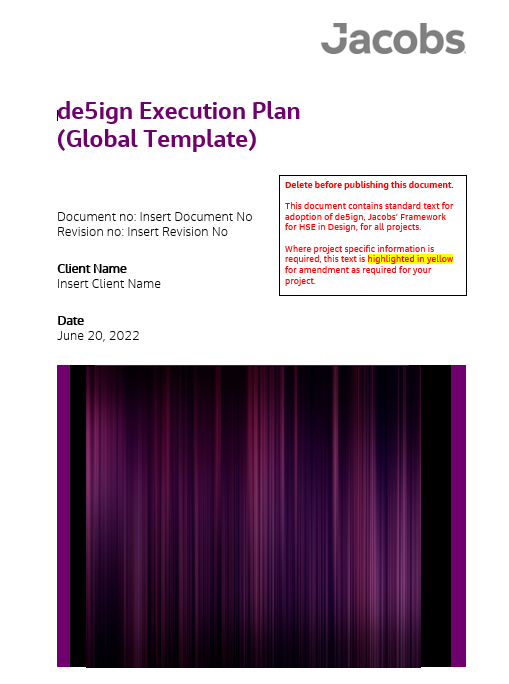 Jacobs
de5ign Execution Plan
(Global Template)
Delete before publishing this document.
This document contains standard text for
adoption of de5ign, Jacobs' Framework
for HSE in Design, for all projects.
Where project specific information is
required, this text is highlighted in yellow
for amendment as required for your
project.
Document no: Insert Document No
Revision no: Insert Revision No
Client Name
Insert Client Name
Date
June 20, 2022